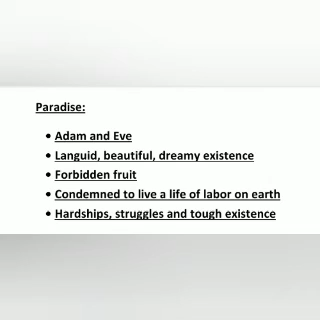 Paradise:
• Adam and Eve
• Languid, beautiful, dreamy existence
• Forbidden fruit
• Condemned to live a life of labor on earth
• Hardships, struggles and tough existence